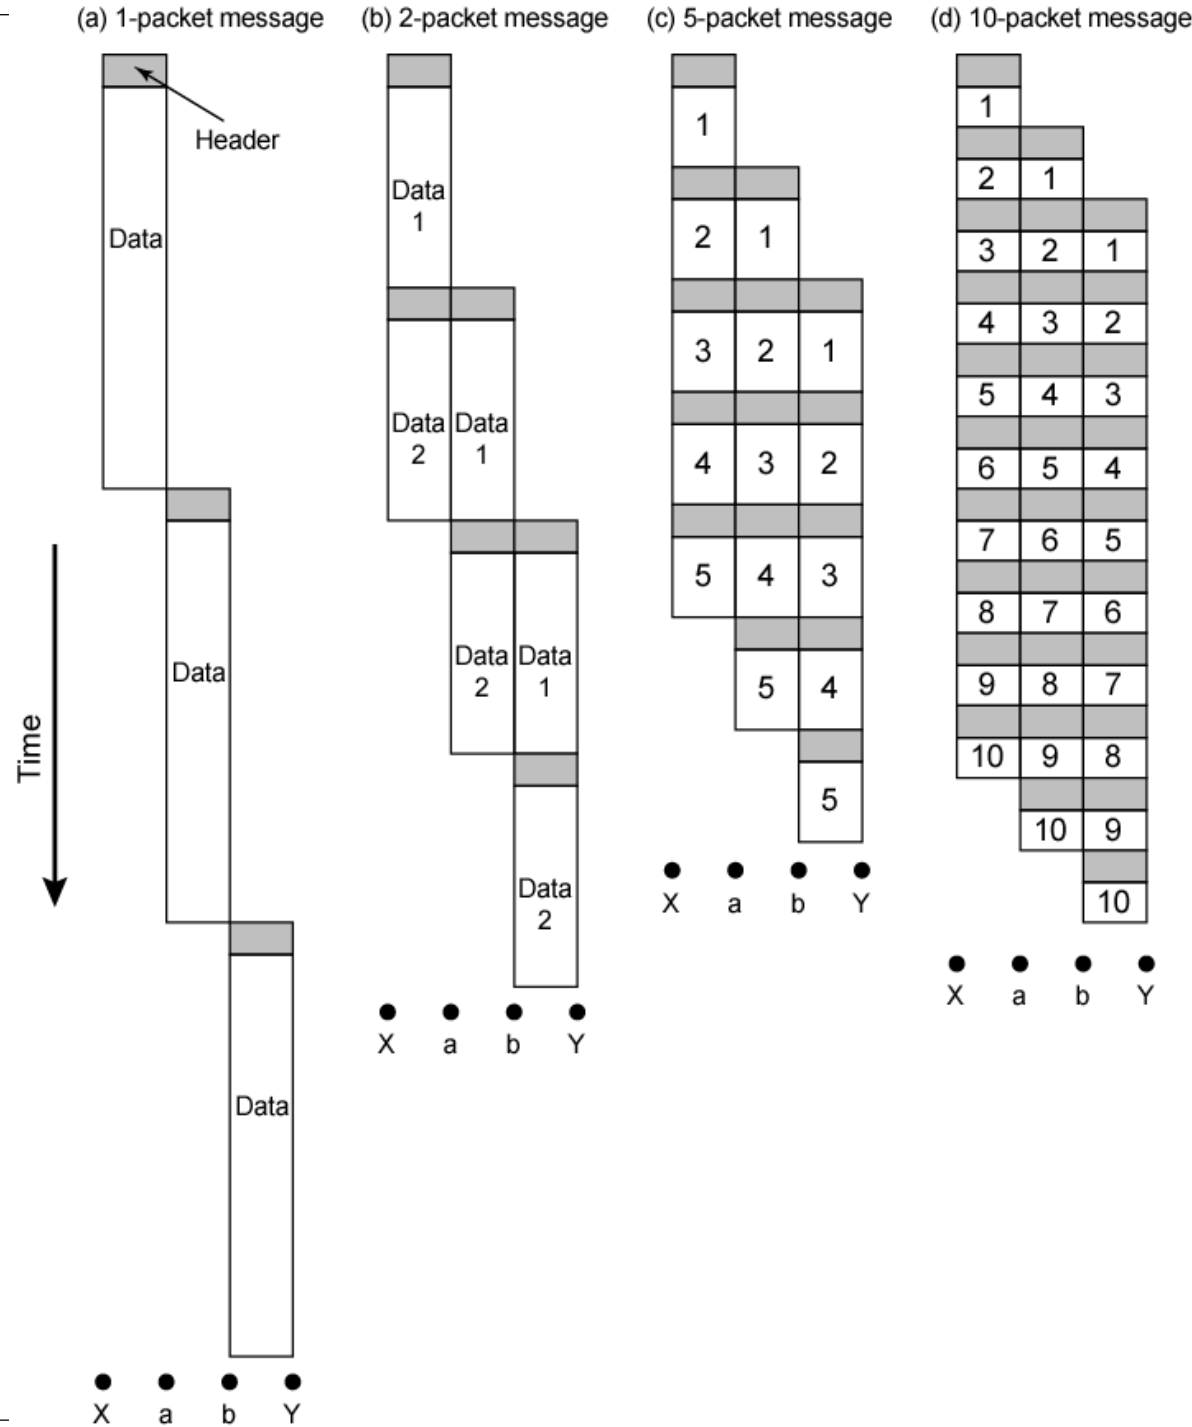 (a) 1-packet message
Header
Data
Data
Data
X a b Y
Time
(b) 2-packet message
Data
1
Data
2
Data
1
Data
2
Data
1
Data
2
X a b Y
(c) 5-packet message
1
2 1
3 2 1
4 3 2
5 4 3
5 4
5
X a b Y
(d) 10-packet message
1
2 1
3 2 1
4 3 2
5 4 3
6 5 4
7 6 5
8 7 6
9 8 7
10 9 8
10 9
10
X a b Y